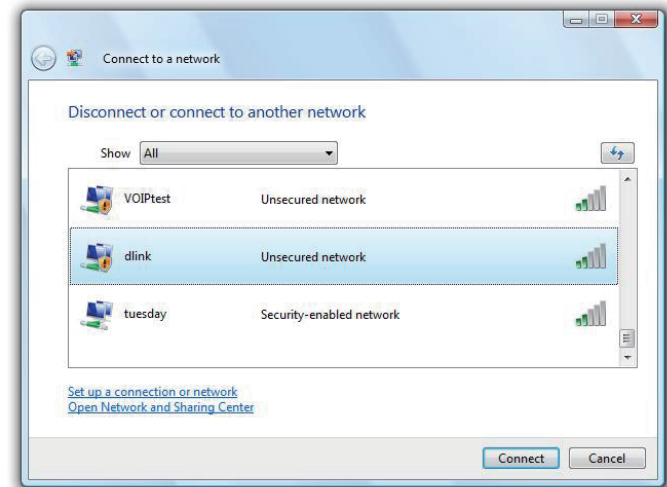 Connect to a network
Disconnect or connect to another network
Show All
VOIPtest Unsecured network
dlink Unsecured network
tuesday Security-enabled network
Set up a connection or network
Open Network and Sharing Center
Connect Cancel